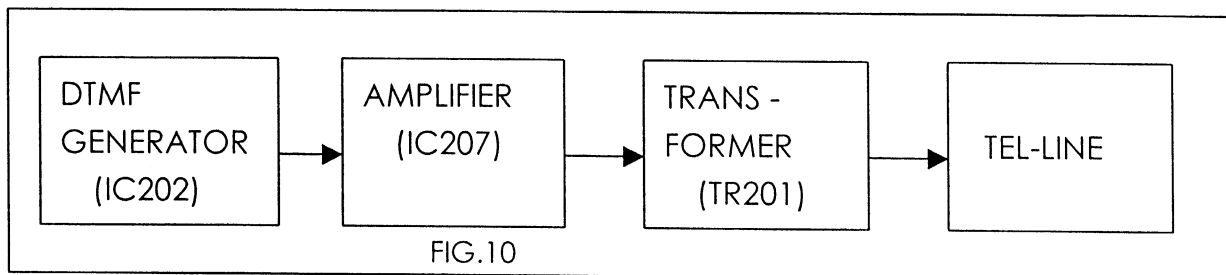 DTMF
GENERATOR
(IC202)
AMPLIFIER
(IC207)
TRANS -
FORMER
(TR201)
TEL-LINE
FIG.10